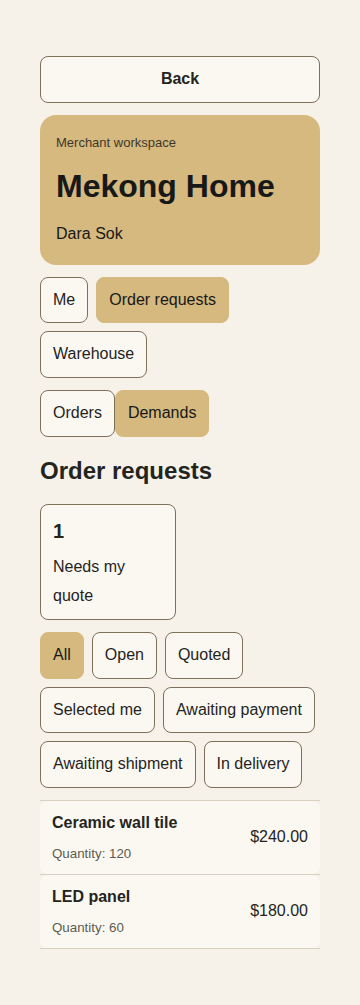 Back
Merchant workspace
Mekong Home
Dara Sok
Me
Order requests
Warehouse
Orders
Demands
Order requests
1
Needs my
quote
All
Open
Quoted
Selected me
Awaiting payment
Awaiting shipment
In delivery
Ceramic wall tile
Quantity: 120
$240.00
LED panel
Quantity: 60
$180.00